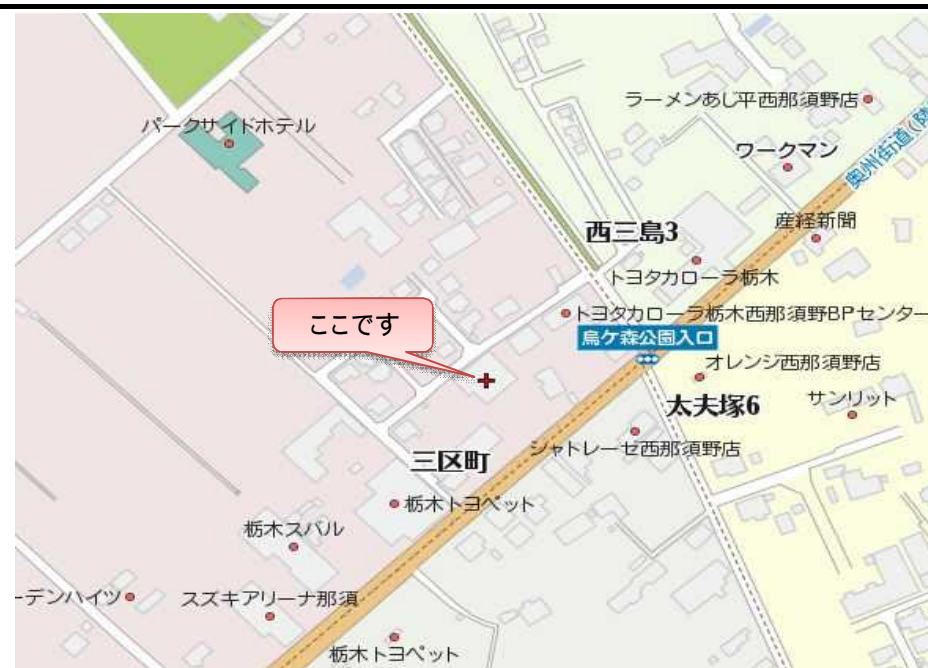 ラーメンあじ平西那須野店
パークサイドホテル
ワークマン
奥州街道(陸
産経新聞
西三島3
トヨタカローラ栃木
ここです
トヨタカローラ栃木西那須野BPセンター
烏ケ森公園入口
オレンジ西那須野店
サンリット
太夫塚6
シャトレーゼ西那須野店
三区町
栃木トヨペット
栃木スバル
ーデンハイツ
スズキアリーナ那須
栃木トヨペット